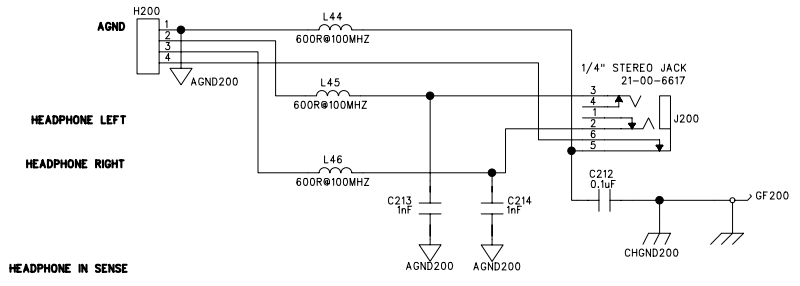 H200
AGND
1
2
3
4
AGND200
L44
600R@100MHZ
L45
600R@100MHZ
L46
600R@100MHZ
1/4" STEREO JACK
21-00-6617
3
4
1
2
6
5
J200
HEADPHONE LEFT
HEADPHONE RIGHT
C213
1nF
C214
1nF
C212
0.1uF
GF200
AGND200
AGND200
CHGND200
HEADPHONE IN SENSE